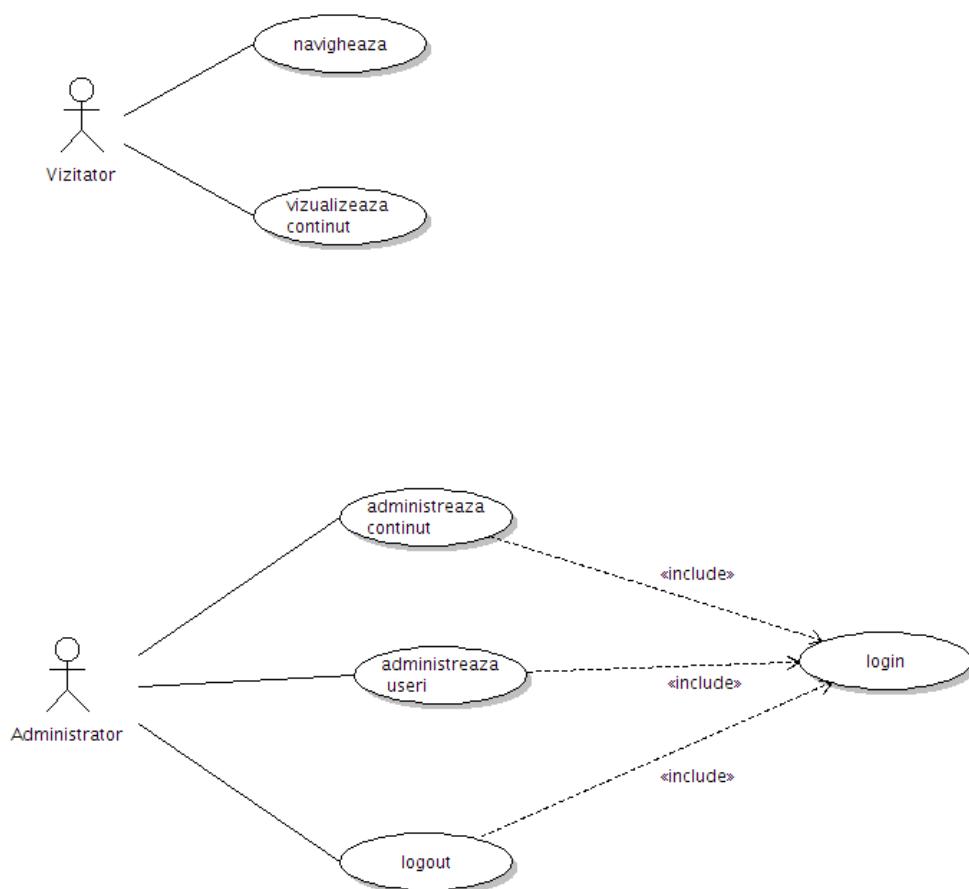 navigheaza
Vizitator
vizualizeaza
continut
administreaza
continut
«include»
administreaza
useri
«include»
login
Administrator
«include»
logout